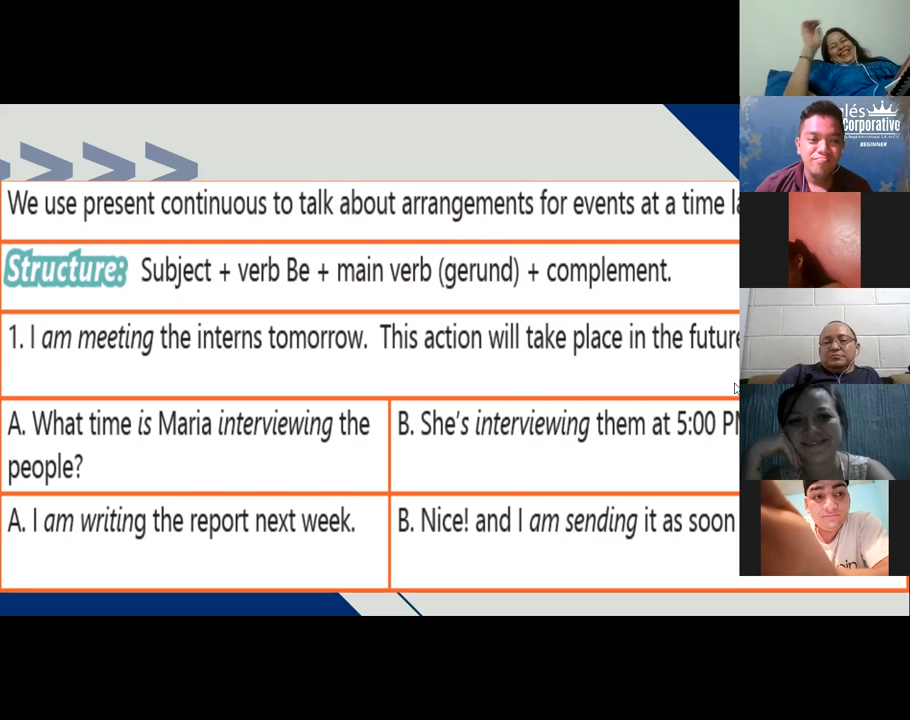 We use present continuous to talk about arrangements for events at a time
Structure: Subject + verb Be + main verb (gerund) + complement.
1. I am meeting the interns tomorrow. This action will take place in the future
A. What time is Maria interviewing the
people?
B. She's interviewing them at 5:00
A. I am writing the report next week.
B. Nice! and I am sending it as soon
glés
Corporativo
BEGINNER